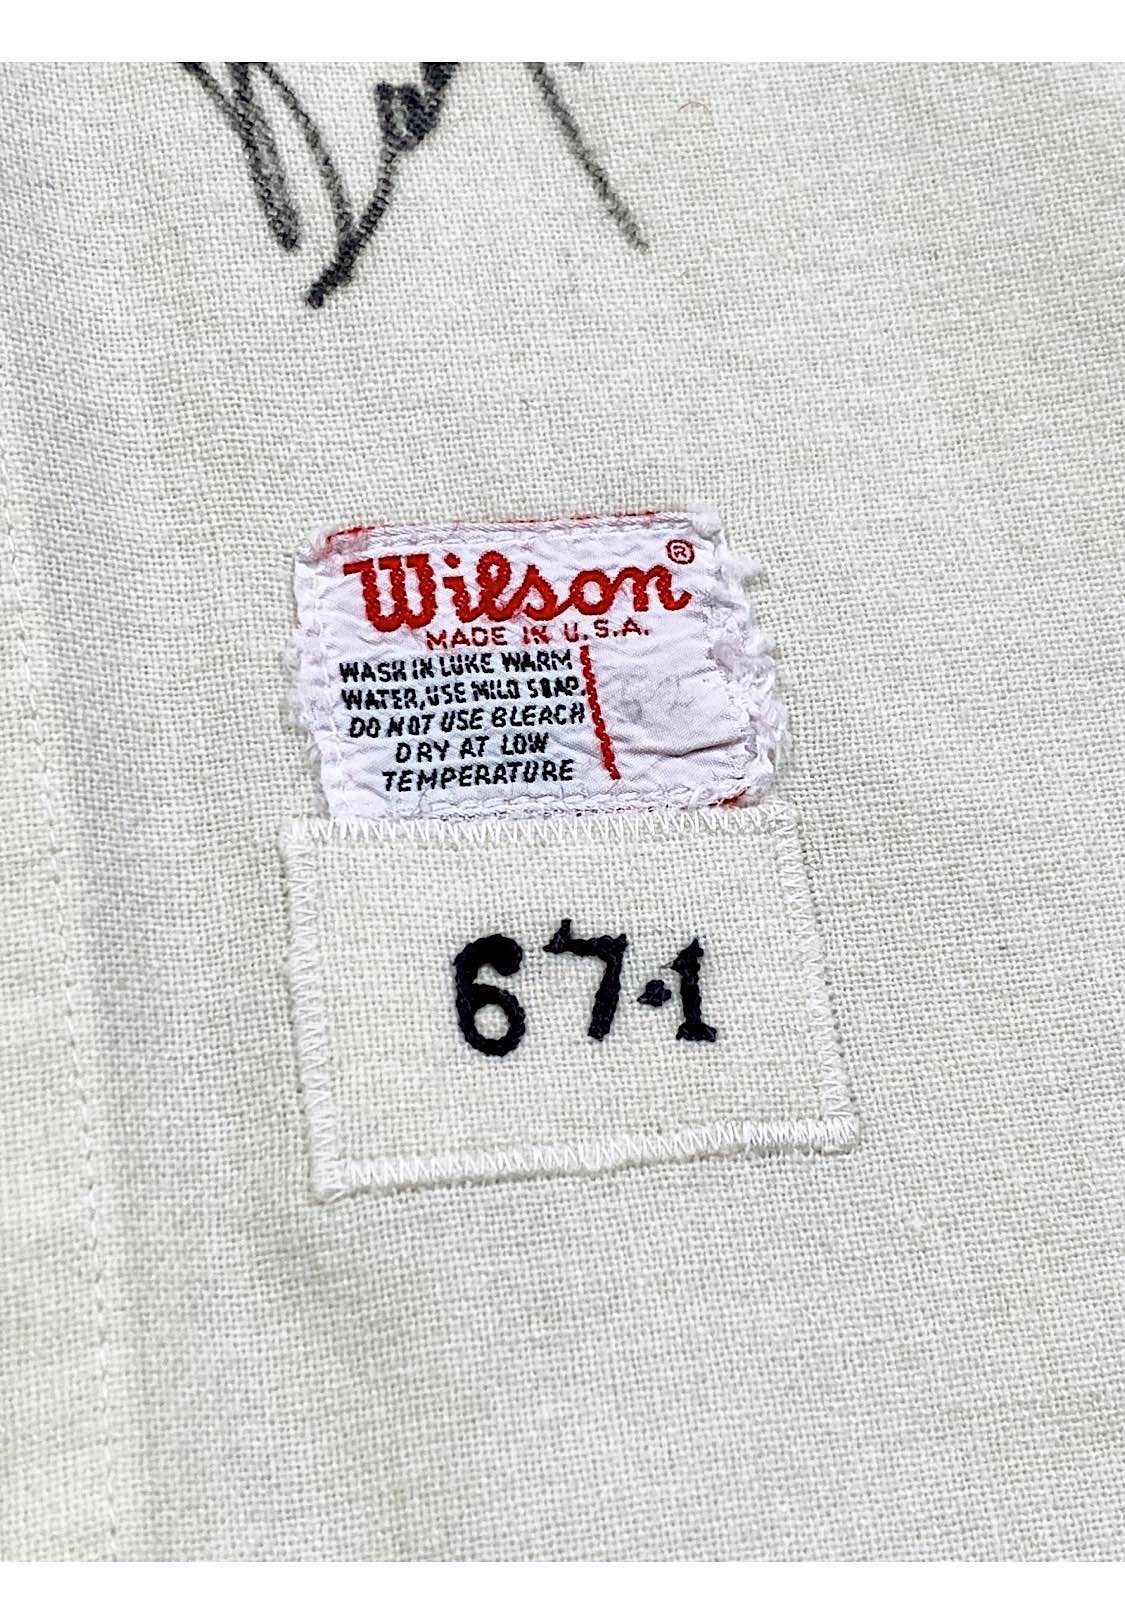 Wilson®
MADE IN U.S.A.
WASH IN LUKE WARM
WATER, USE MILD SOAP.
DO NOT USE BLEACH
DRY AT LOW
TEMPERATURE
67·1